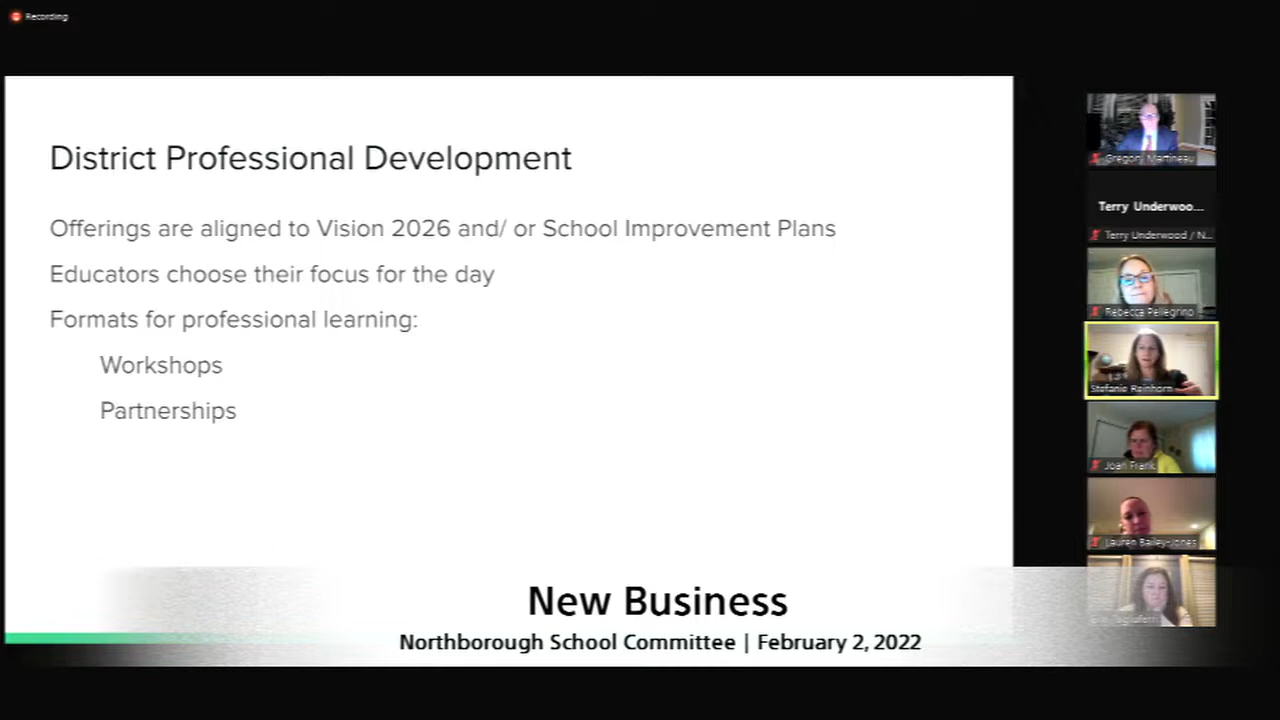 Recording
District Professional Development
Offerings are aligned to Vision 2026 and/ or School Improvement Plans
Educators choose their focus for the day
Formats for professional learning:
Workshops
Partnerships
New Business
Northborough School Committee | February 2, 2022
Gregory Martineau
Terry Underwoo...
Terry Underwood / N...
Rebecca Pellegrino
Stefanie Reinhorn
Joan Frank
Lauren Bailey-Jones